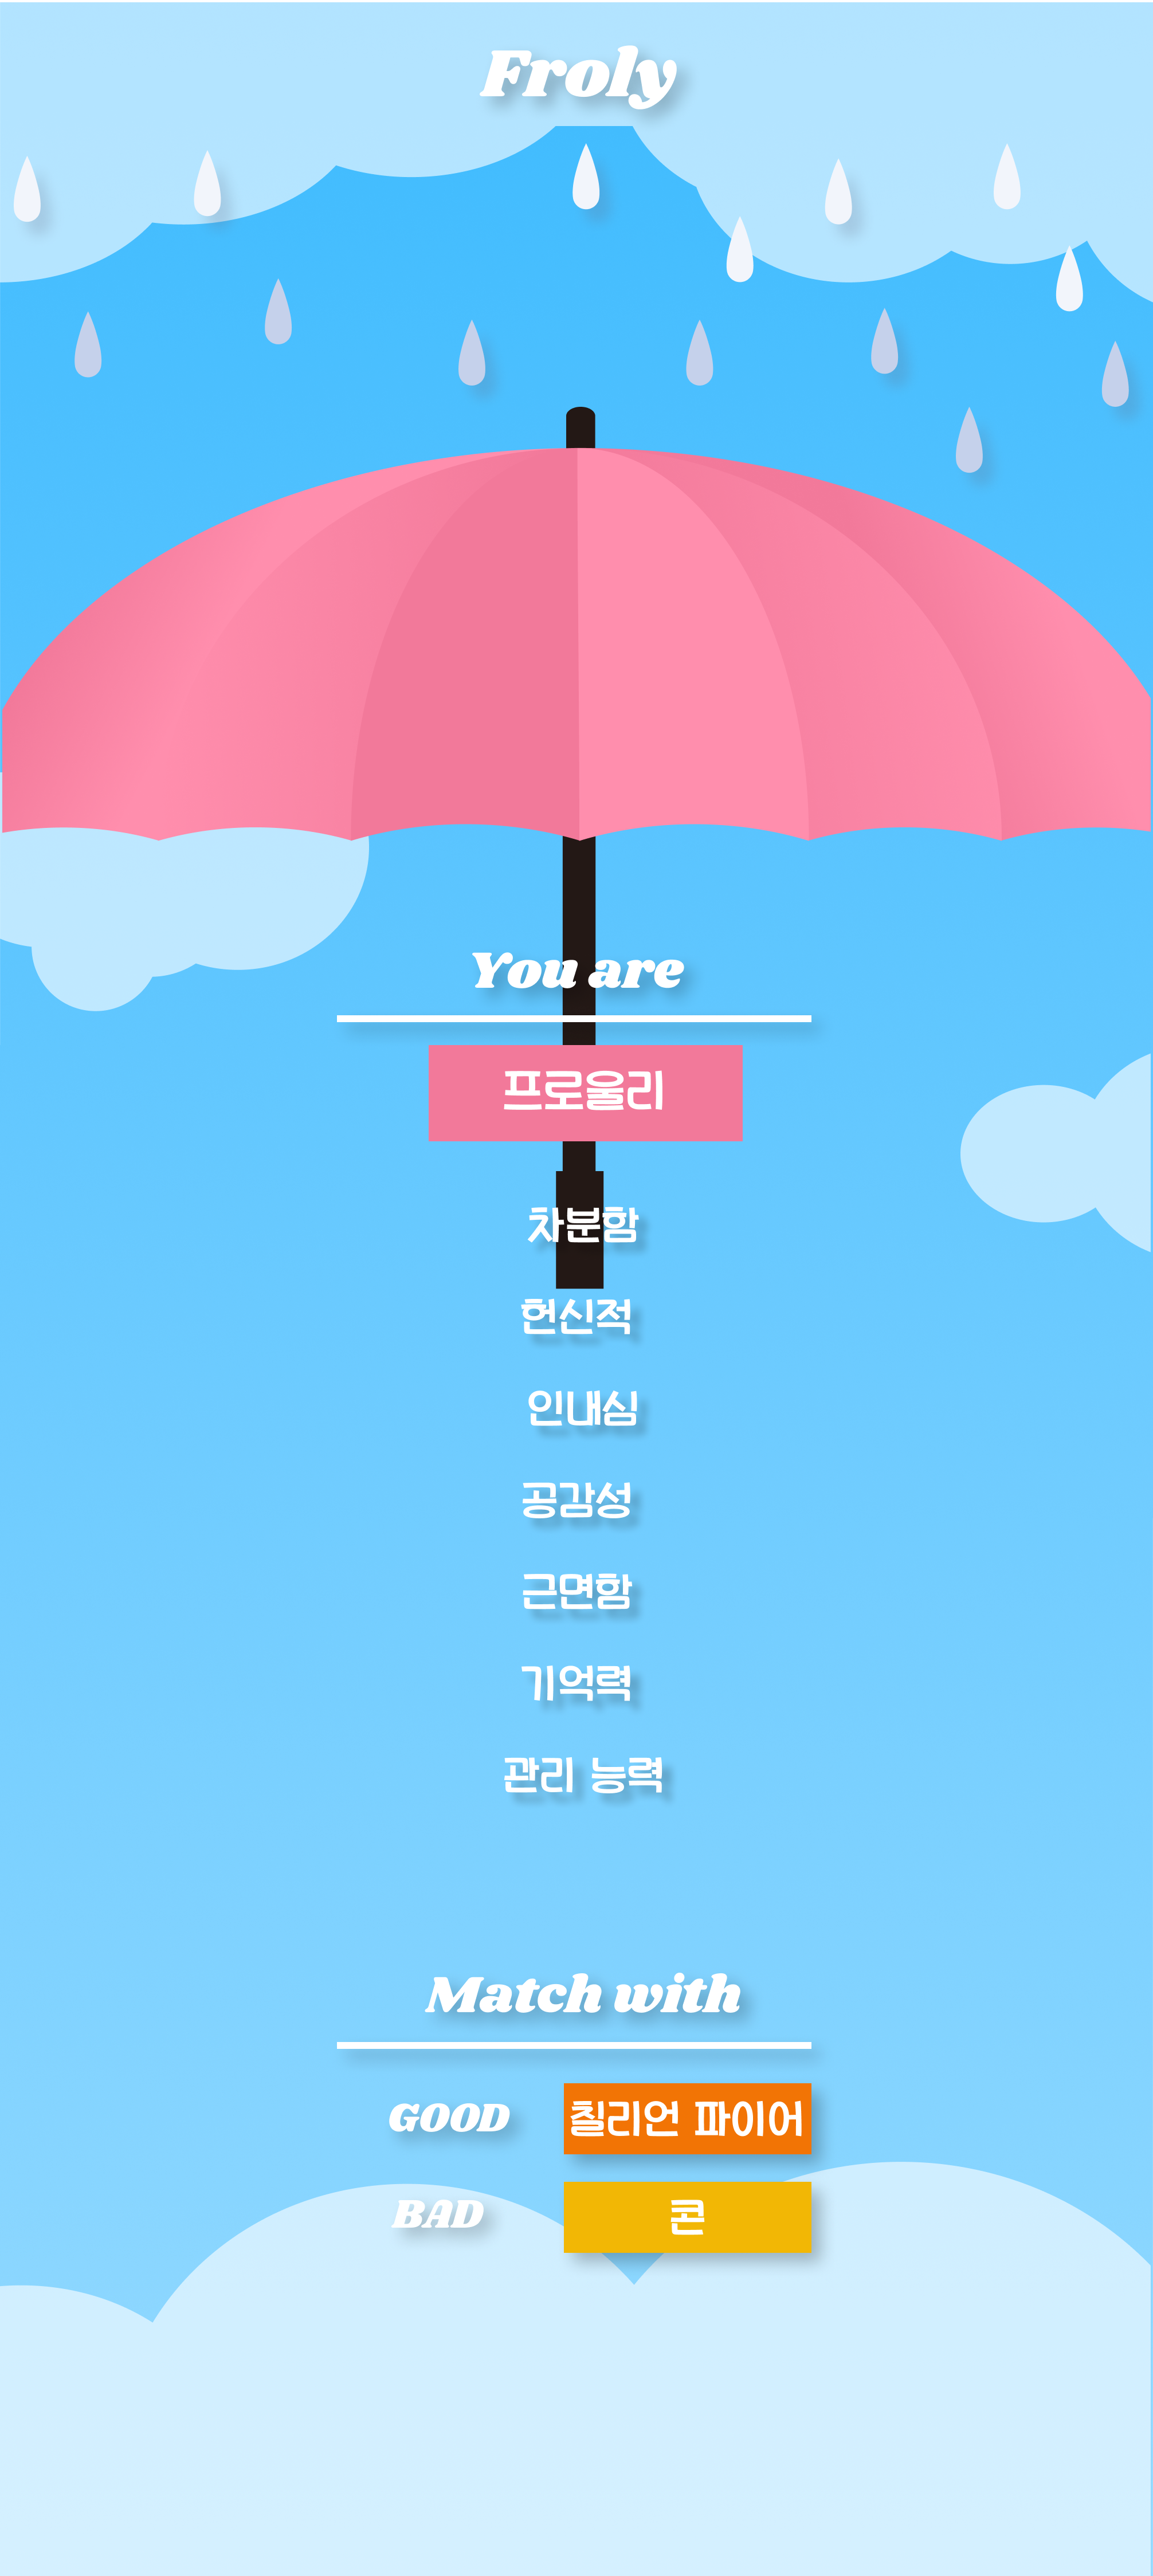 Froly
You are
프로울리
차분함
헌신적
인내심
공감성
근면함
기억력
관리 능력
Match with
GOOD 칠리언 파이어
BAD 콘